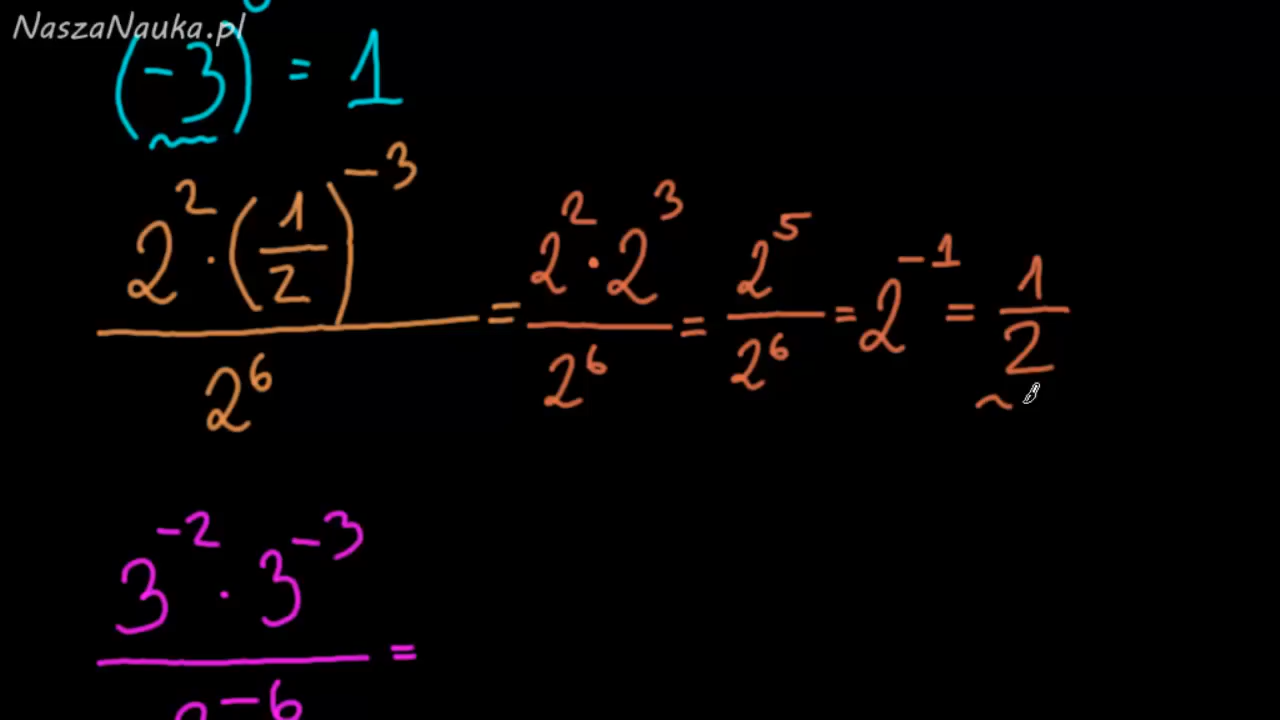 NaszaNauka.pl
(-3)⁰ = 1
2² · (1/2)⁻³ / 2⁶ = 2² · 2³ / 2⁶ = 2⁵ / 2⁶ = 2⁻¹ = 1/2
3⁻² · 3⁻³ / 3⁻⁶ =